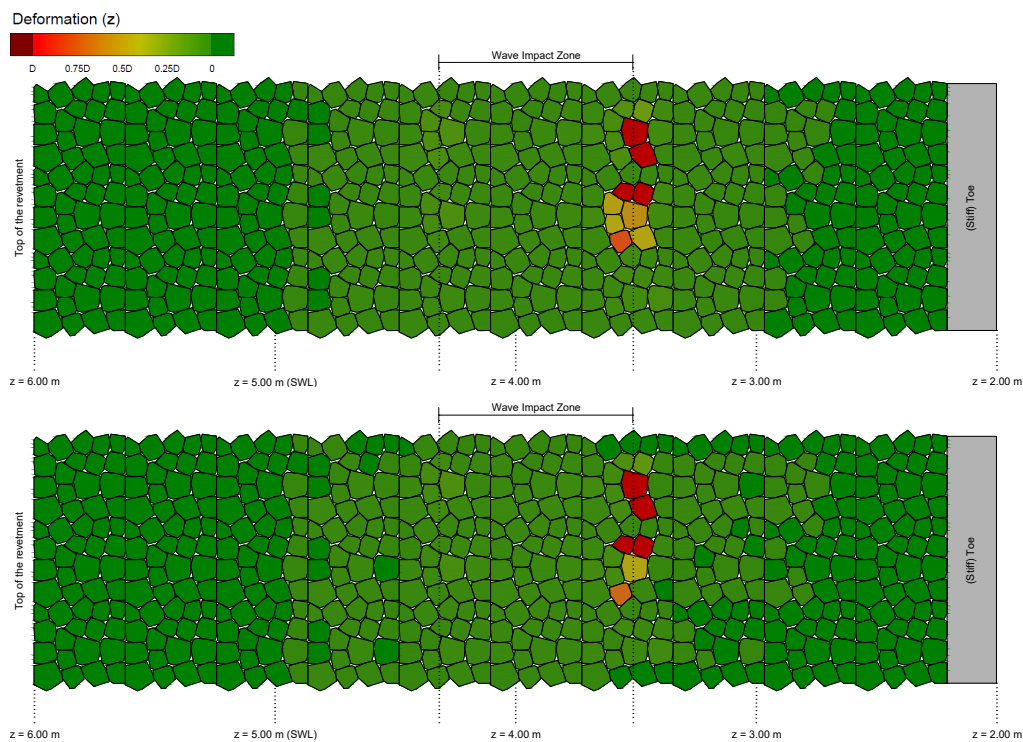 Deformation (z)
D 0.75D 0.5D 0.25D 0
Wave Impact Zone
Top of the revetment
(Stiff) Toe
z = 6.00 m z = 5.00 m (SWL) z = 4.00 m z = 3.00 m z = 2.00 m
Wave Impact Zone
Top of the revetment
(Stiff) Toe
z = 6.00 m z = 5.00 m (SWL) z = 4.00 m z = 3.00 m z = 2.00 m